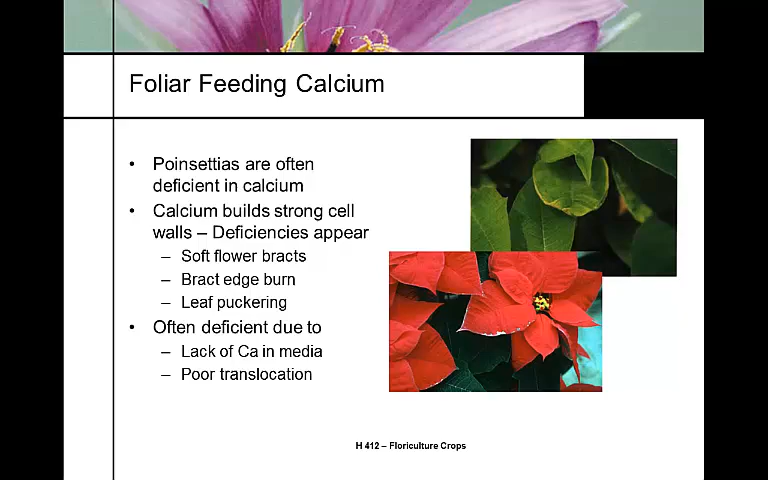 Foliar Feeding Calcium
• Poinsettias are often
deficient in calcium
• Calcium builds strong cell
walls – Deficiencies appear
– Soft flower bracts
– Bract edge burn
– Leaf puckering
• Often deficient due to
– Lack of Ca in media
– Poor translocation
H 412 – Floriculture Crops